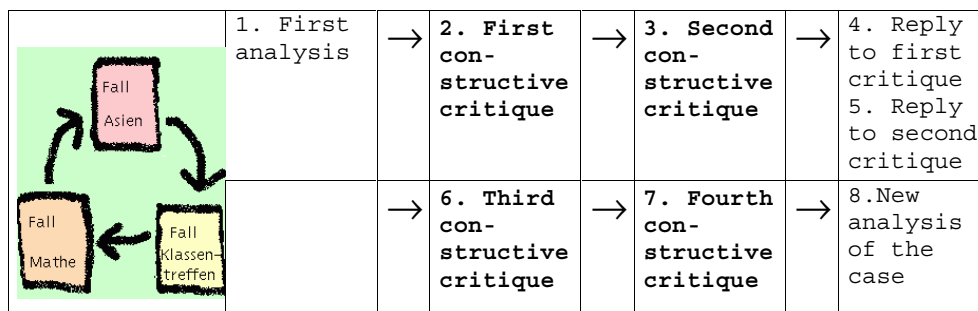 Fall
Asien
Fall
Mathe
Fall
Klassen-
treffen
1. First
analysis
→
2. First
con-
structive
critique
→
3. Second
con-
structive
critique
→
4. Reply
to first
critique
5. Reply
to second
critique
→
6. Third
con-
structive
critique
→
7. Fourth
con-
structive
critique
→
8.New
analysis
of the
case